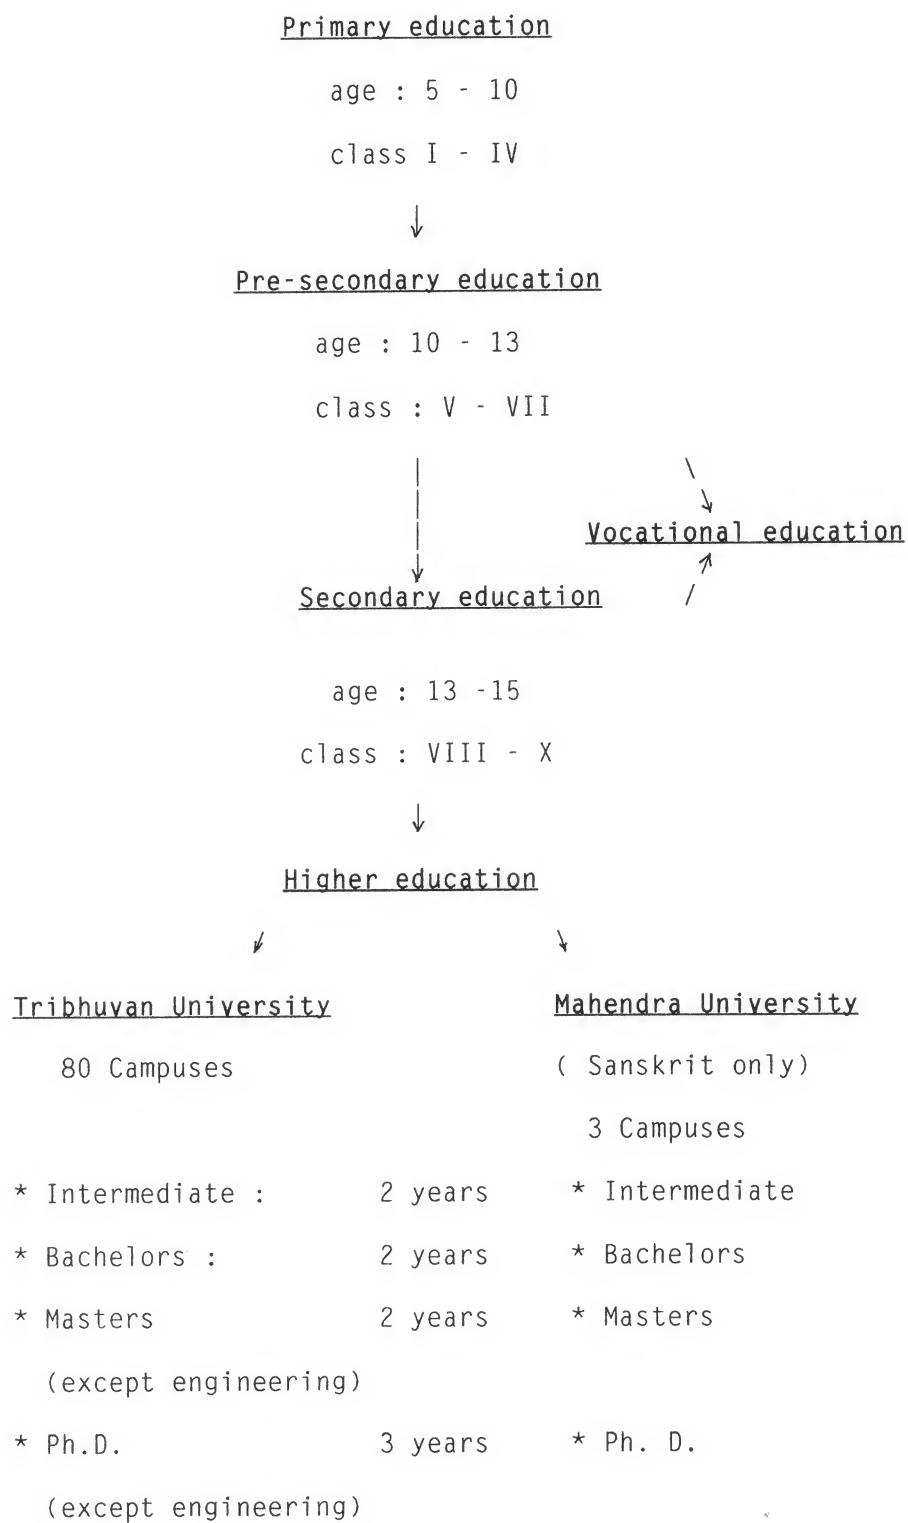 Primary education
age : 5 - 10
class I - IV
Pre-secondary education
age : 10 - 13
class : V - VII
Vocational education
Secondary education
age : 13 -15
class : VIII - X
Higher education
Tribhuvan University Mahendra University
80 Campuses ( Sanskrit only)
3 Campuses
* Intermediate : 2 years * Intermediate
* Bachelors : 2 years * Bachelors
* Masters 2 years * Masters
(except engineering)
* Ph.D. 3 years * Ph. D.
(except engineering)